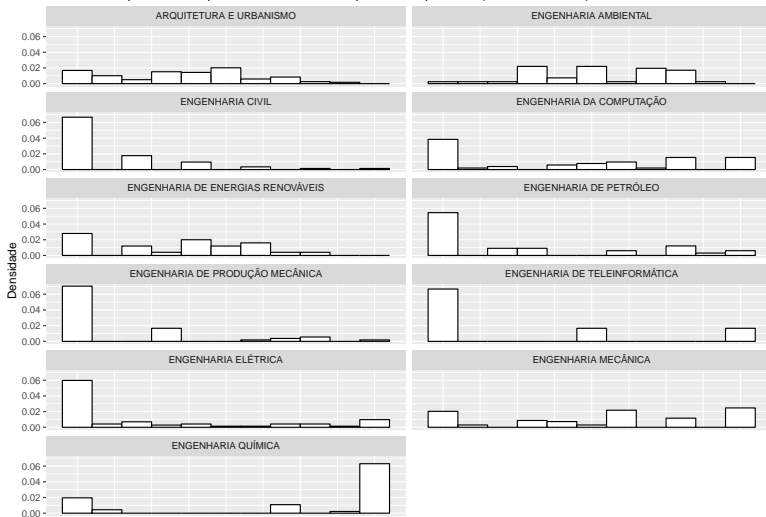 ARQUITETURA E URBANISMO
ENGENHARIA AMBIENTAL
0.06
0.04
0.02
0.00
ENGENHARIA CIVIL
ENGENHARIA DA COMPUTAÇÃO
0.06
0.04
0.02
0.00
ENGENHARIA DE ENERGIAS RENOVÁVEIS
ENGENHARIA DE PETRÓLEO
0.06
0.04
0.02
0.00
Densidade
ENGENHARIA DE PRODUÇÃO MECÂNICA
ENGENHARIA DE TELEINFORMÁTICA
0.06
0.04
0.02
0.00
ENGENHARIA ELÉTRICA
ENGENHARIA MECÂNICA
0.06
0.04
0.02
0.00
ENGENHARIA QUÍMICA
0.06
0.04
0.02
0.00